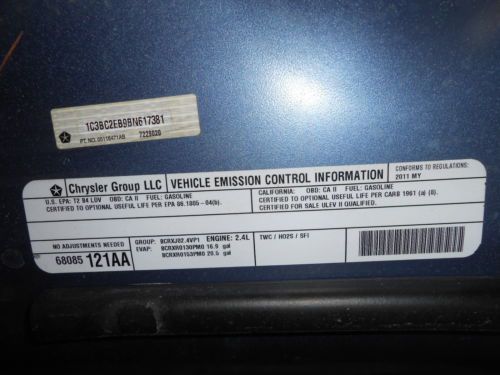 1C3BC2EB9BN617381
PT. NO. 05116471AB 7229020
Chrysler Group LLC VEHICLE EMISSION CONTROL INFORMATION CONFORMS TO REGULATIONS:
2011 MY
U.S. EPA: T2 B4 LDV OBD: CA II FUEL: GASOLINE
CERTIFIED TO OPTIONAL USEFUL LIFE PER EPA 86.1805-04(b).
CALIFORNIA: OBD: CA II FUEL: GASOLINE
CERTIFIED TO OPTIONAL USEFUL LIFE PER CARB 1961 (a) (8).
CERTIFIED FOR SALE ULEV II QUALIFIED.
NO ADJUSTMENTS NEEDED
68085 121AA
GROUP: BCRXJ02.4VP1 ENGINE: 2.4L
EVAP: BCRXR0130PM0 16.9 gal
BCRXR0153PM0 20.5 gal
TWC / HO2S / SFI